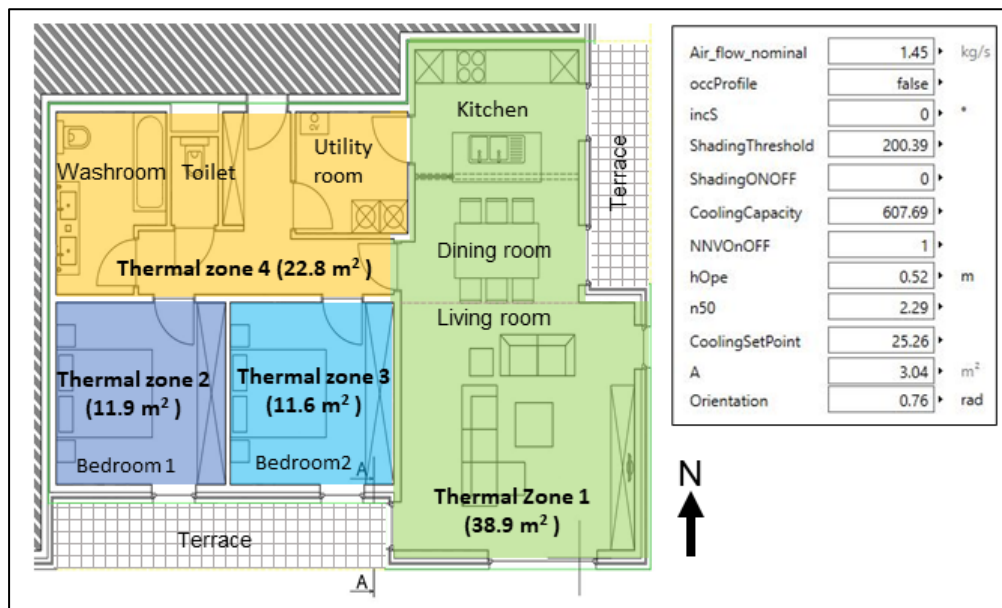 Kitchen
Washroom
Toilet
Utility
room
Terrace
Dining room
Thermal zone 4 (22.8 m² )
Living room
Thermal zone 2
(11.9 m² )
Thermal zone 3
(11.6 m² )
Bedroom 1
Bedroom2
A
Thermal Zone 1
(38.9 m² )
Terrace
A
Air_flow_nominal 1.45 kg/s
occProfile false
incS 0 °
ShadingThreshold 200.39
ShadingONOFF 0
CoolingCapacity 607.69
NNVOnOFF 1
hOpe 0.52 m
n50 2.29
CoolingSetPoint 25.26
A 3.04 m²
Orientation 0.76 rad
N